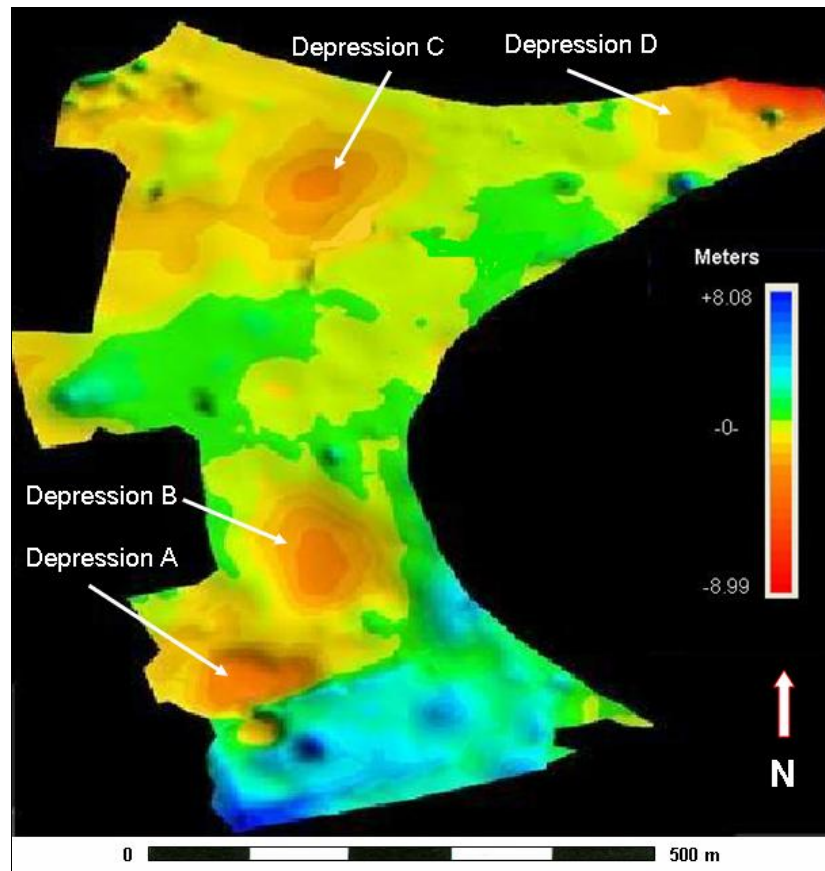 Depression C
Depression D
Meters
+8.08
-0-
Depression B
Depression A
-8.99
N
0 500 m